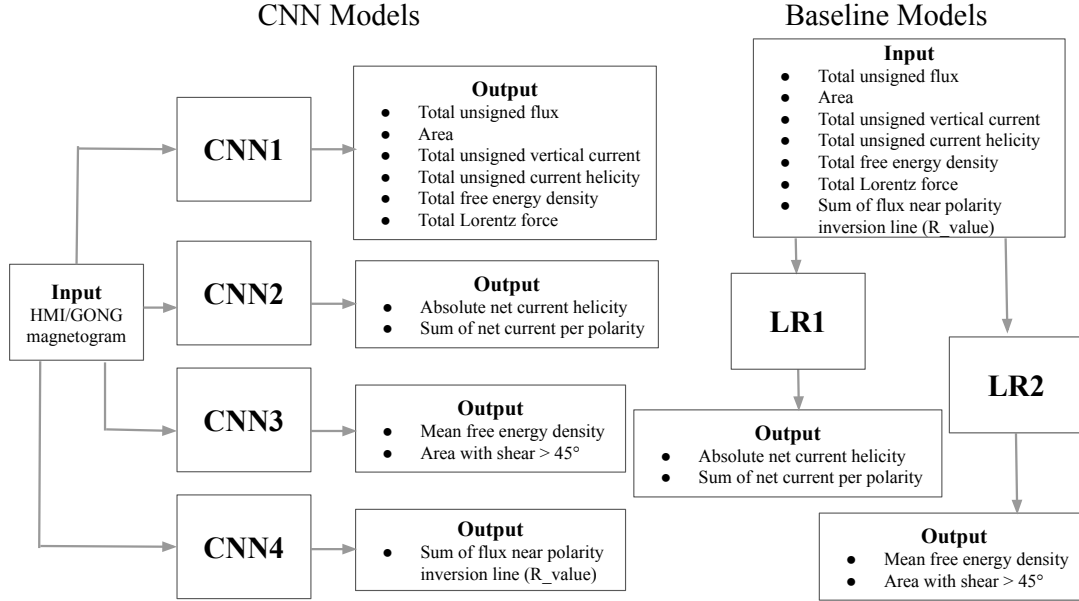 CNN Models
Input
HMI/GONG
magnetogram
CNN1
Output
● Total unsigned flux
● Area
● Total unsigned vertical current
● Total unsigned current helicity
● Total free energy density
● Total Lorentz force
CNN2
Output
● Absolute net current helicity
● Sum of net current per polarity
CNN3
Output
● Mean free energy density
● Area with shear > 45°
CNN4
Output
● Sum of flux near polarity
inversion line (R_value)
Baseline Models
Input
● Total unsigned flux
● Area
● Total unsigned vertical current
● Total unsigned current helicity
● Total free energy density
● Total Lorentz force
● Sum of flux near polarity
inversion line (R_value)
LR1
Output
● Absolute net current helicity
● Sum of net current per polarity
LR2
Output
● Mean free energy density
● Area with shear > 45°